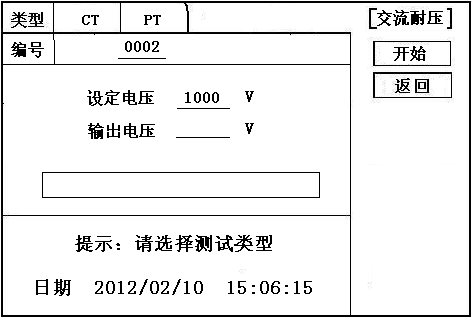 类型 CT PT
[交流耐压]
编号 0002
开始
返回
设定电压 1000 V
输出电压 V
提示：请选择测试类型
日期 2012/02/10 15:06:15